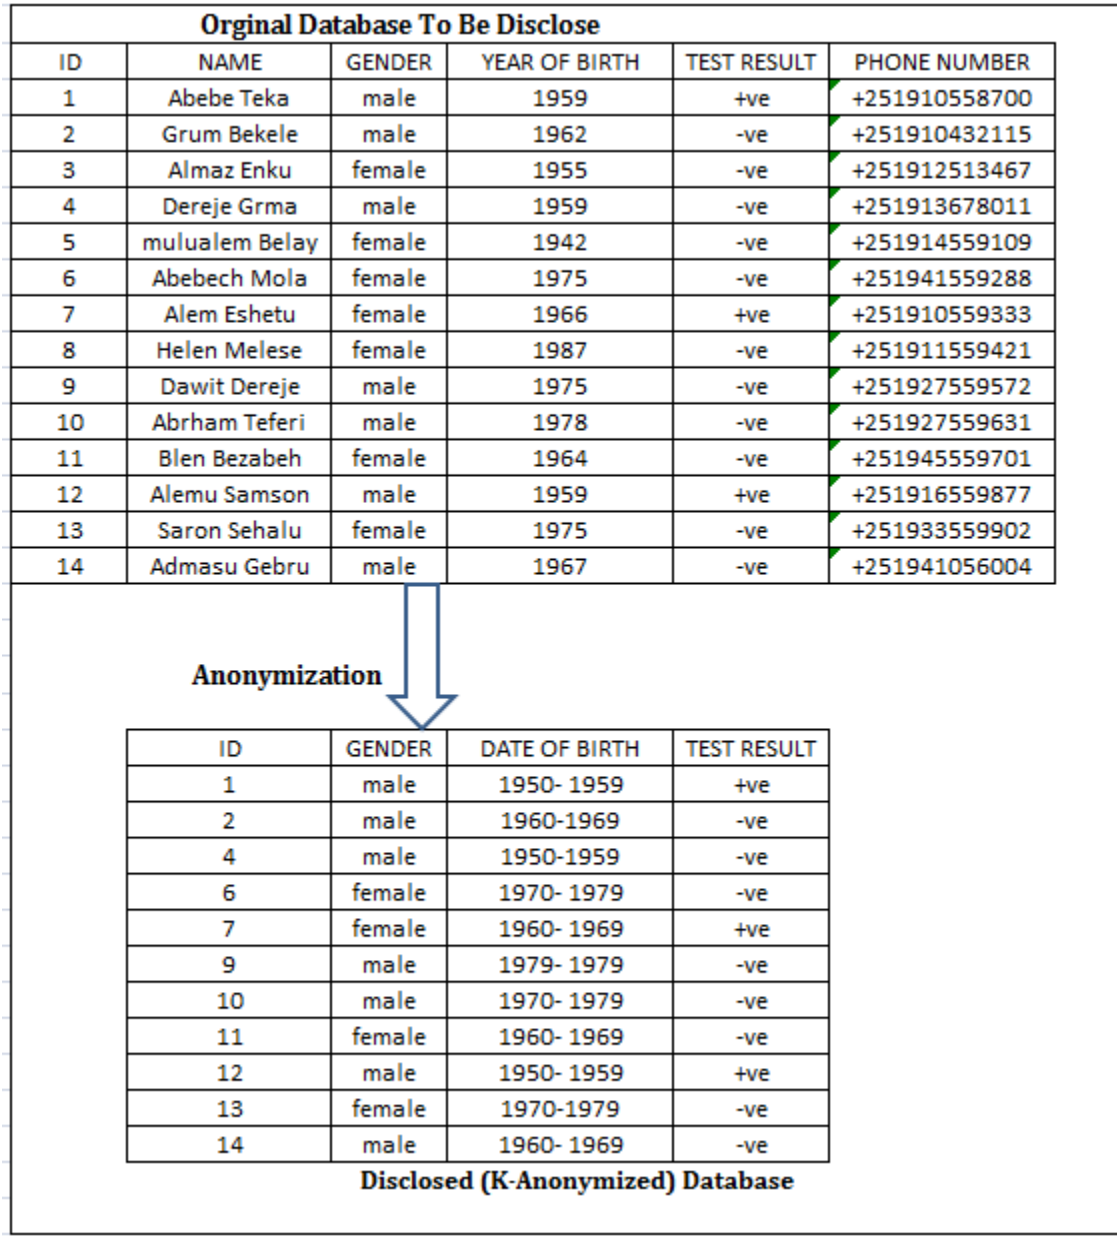 Orginal Database To Be Disclose
ID NAME GENDER YEAR OF BIRTH TEST RESULT PHONE NUMBER
1 Abebe Teka male 1959 +ve +251910558700
2 Grum Bekele male 1962 -ve +251910432115
3 Almaz Enku female 1955 -ve +251912513467
4 Dereje Grma male 1959 -ve +251913678011
5 mulualem Belay female 1942 -ve +251914559109
6 Abebech Mola female 1975 -ve +251941559288
7 Alem Eshetu female 1966 +ve +251910559333
8 Helen Melese female 1987 -ve +251911559421
9 Dawit Dereje male 1975 -ve +251927559572
10 Abrham Teferi male 1978 -ve +251927559631
11 Blen Bezabeh female 1964 -ve +251945559701
12 Alemu Samson male 1959 +ve +251916559877
13 Saron Sehalu female 1975 -ve +251933559902
14 Admasu Gebru male 1967 -ve +251941056004
Anonymization
ID GENDER DATE OF BIRTH TEST RESULT
1 male 1950- 1959 +ve
2 male 1960-1969 -ve
4 male 1950-1959 -ve
6 female 1970- 1979 -ve
7 female 1960- 1969 +ve
9 male 1979- 1979 -ve
10 male 1970- 1979 -ve
11 female 1960- 1969 -ve
12 male 1950- 1959 +ve
13 female 1970-1979 -ve
14 male 1960- 1969 -ve
Disclosed (K-Anonymized) Database